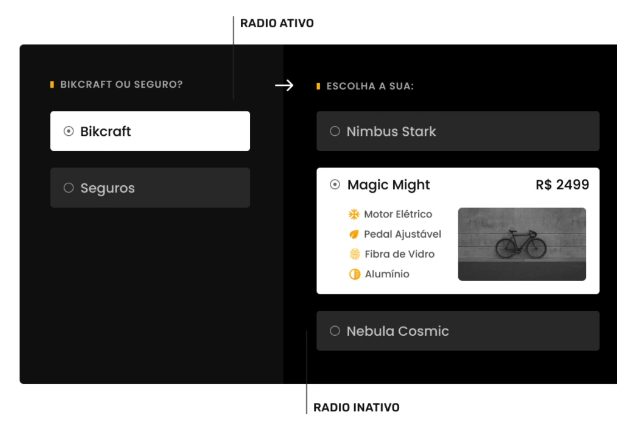 RADIO ATIVO
BIKCRAFT OU SEGURO?
Bikcraft
Seguros
ESCOLHA A SUA:
Nimbus Stark
Magic Might R$ 2499
Motor Elétrico
Pedal Ajustável
Fibra de Vidro
Alumínio
Nebula Cosmic
RADIO INATIVO